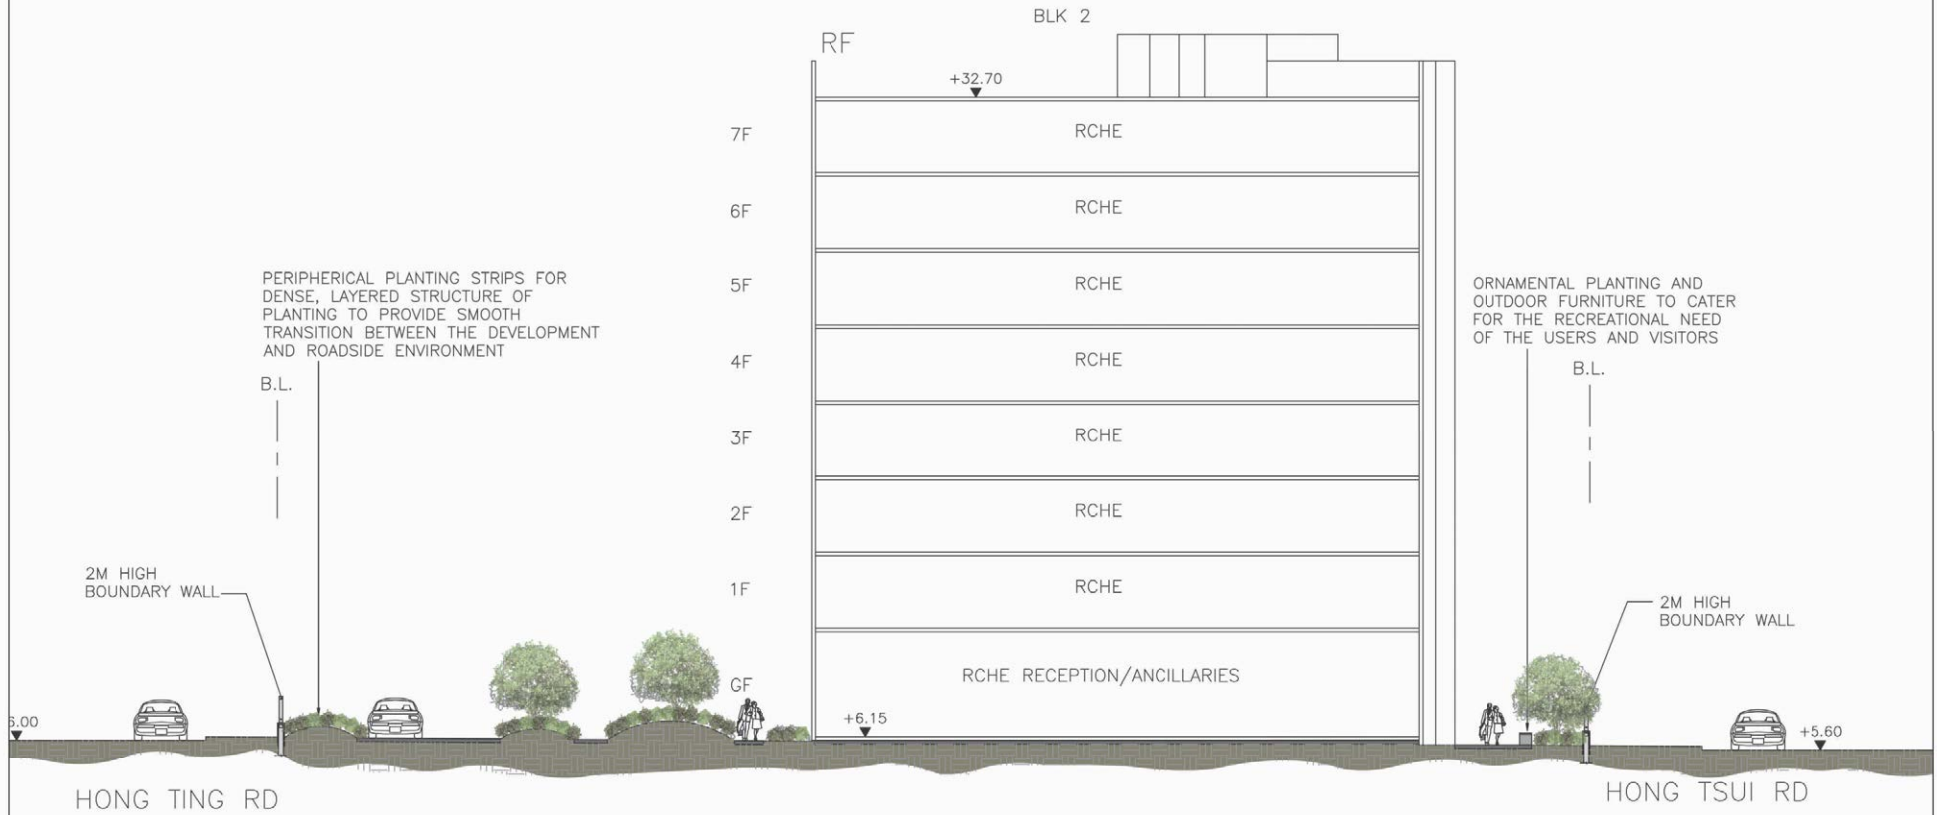 BLK 2
RF
+32.70
7F
RCHE
6F
RCHE
5F
RCHE
4F
RCHE
3F
RCHE
2F
RCHE
1F
RCHE
GF
RCHE RECEPTION/ANCILLARIES
+6.15
PERIPHERICAL PLANTING STRIPS FOR
DENSE, LAYERED STRUCTURE OF
PLANTING TO PROVIDE SMOOTH
TRANSITION BETWEEN THE DEVELOPMENT
AND ROADSIDE ENVIRONMENT
B.L.
2M HIGH
BOUNDARY WALL
ORNAMENTAL PLANTING AND
OUTDOOR FURNITURE TO CATER
FOR THE RECREATIONAL NEED
OF THE USERS AND VISITORS
B.L.
2M HIGH
BOUNDARY WALL
6.00
+5.60
HONG TING RD
HONG TSUI RD